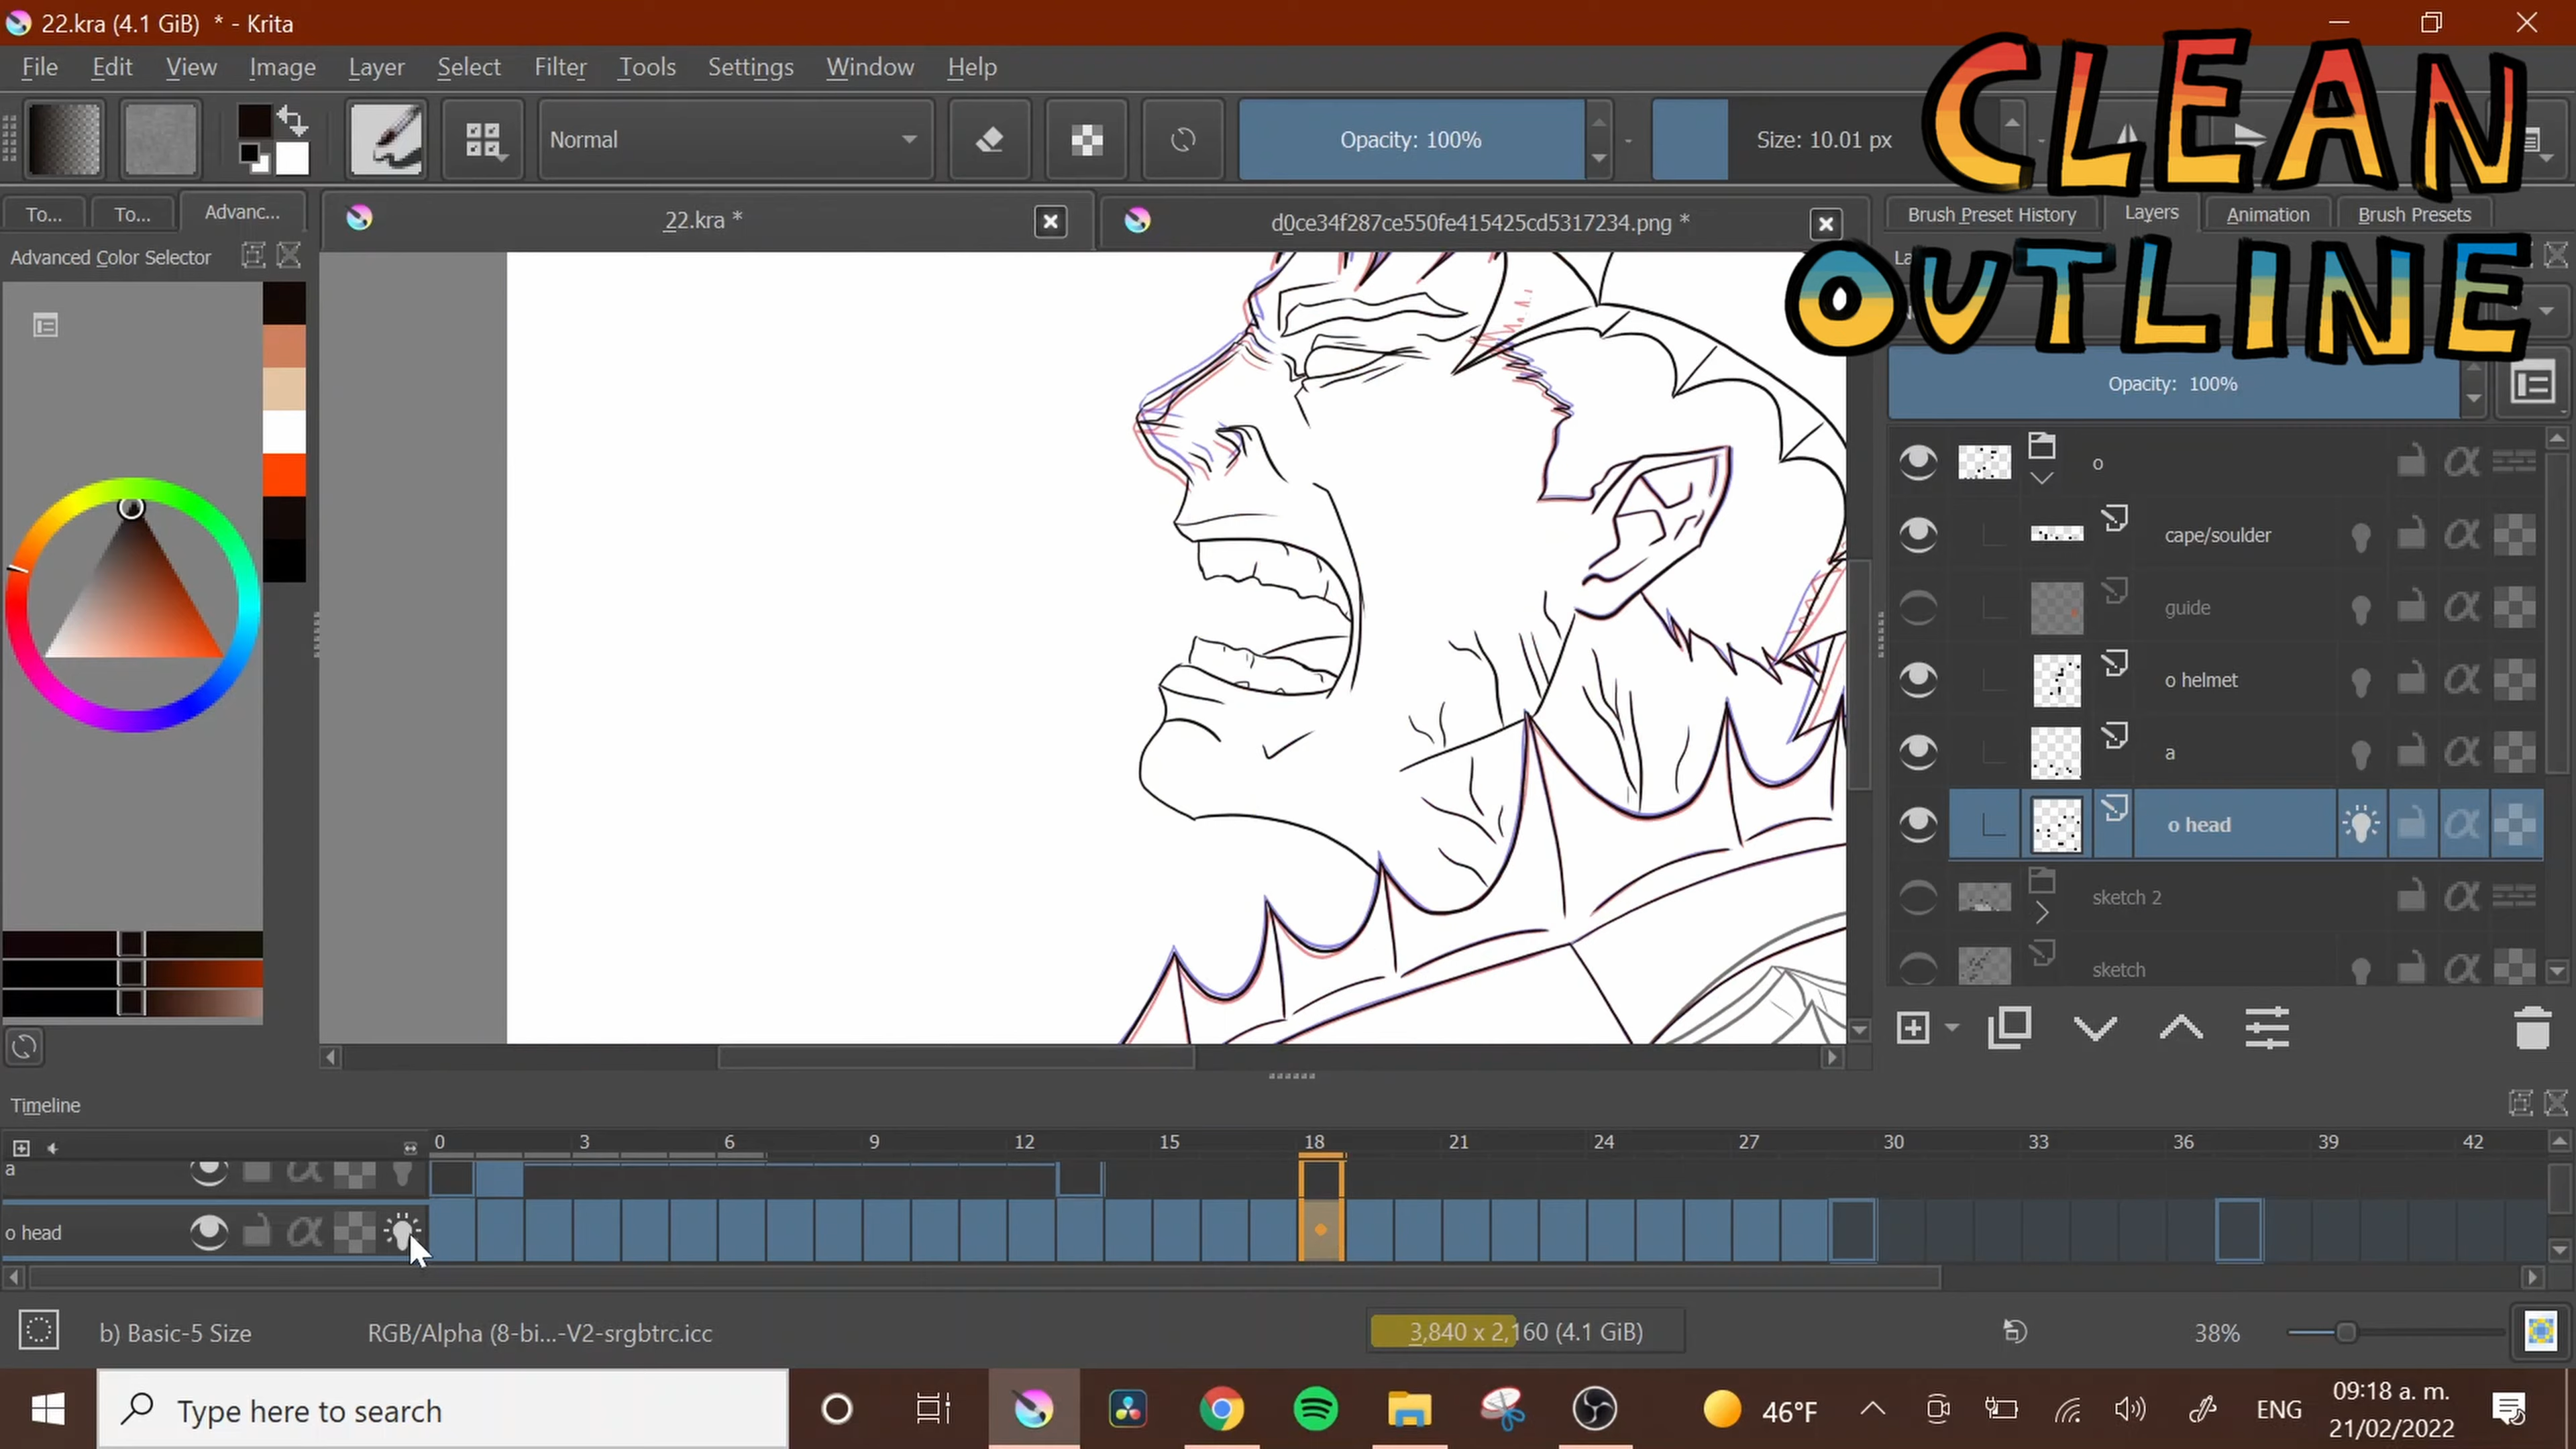 22.kra (4.1 GiB)  * - Krita
CLEAN
OUTLINE
File Edit View Image Layer Select Filter Tools Settings Window Help
Normal
Opacity: 100%
Size: 10.01 px
To...
To...
Advanc...
22.kra *
d0ce34f287ce550fe415425cd5317234.png *
Brush Preset History
Layers
Animation
Brush Presets
Advanced Color Selector
La
Opacity:  100%
o
cape/soulder
guide
o helmet
a
o head
sketch 2
sketch
Timeline
0 3 6 9 12 15 18 21 24 27 30 33 36 39 42
a
o head
b) Basic-5 Size
RGB/Alpha (8-bi...-V2-srgbtrc.icc
3,840 x 2,160 (4.1 GiB)
38%
Type here to search
46°F
ENG
09:18 a. m.
21/02/2022